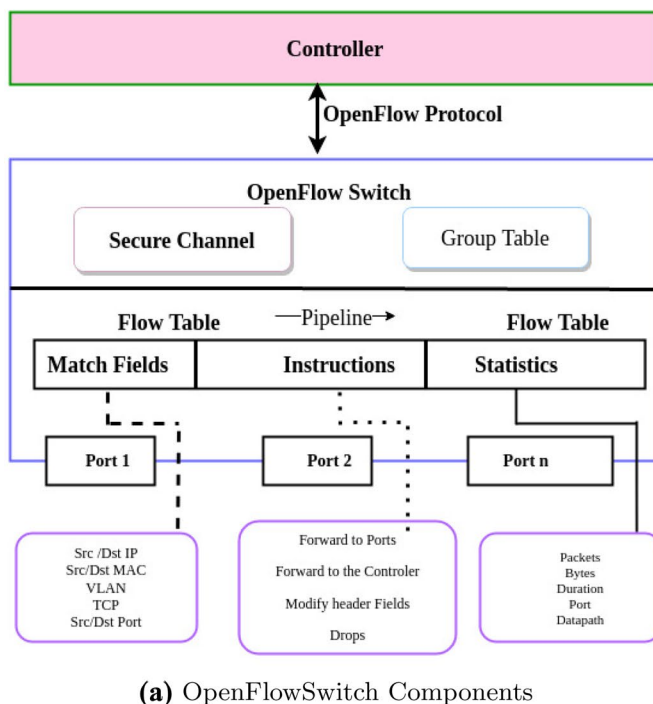 Controller
OpenFlow Protocol
OpenFlow Switch
Secure Channel
Group Table
Flow Table
Pipeline
Flow Table
Match Fields
Instructions
Statistics
Port 1
Port 2
Port n
Src /Dst IP
Src/Dst MAC
VLAN
TCP
Src/Dst Port
Forward to Ports
Forward to the Controler
Modify header Fields
Drops
Packets
Bytes
Duration
Port
Datapath
(a) OpenFlowSwitch Components